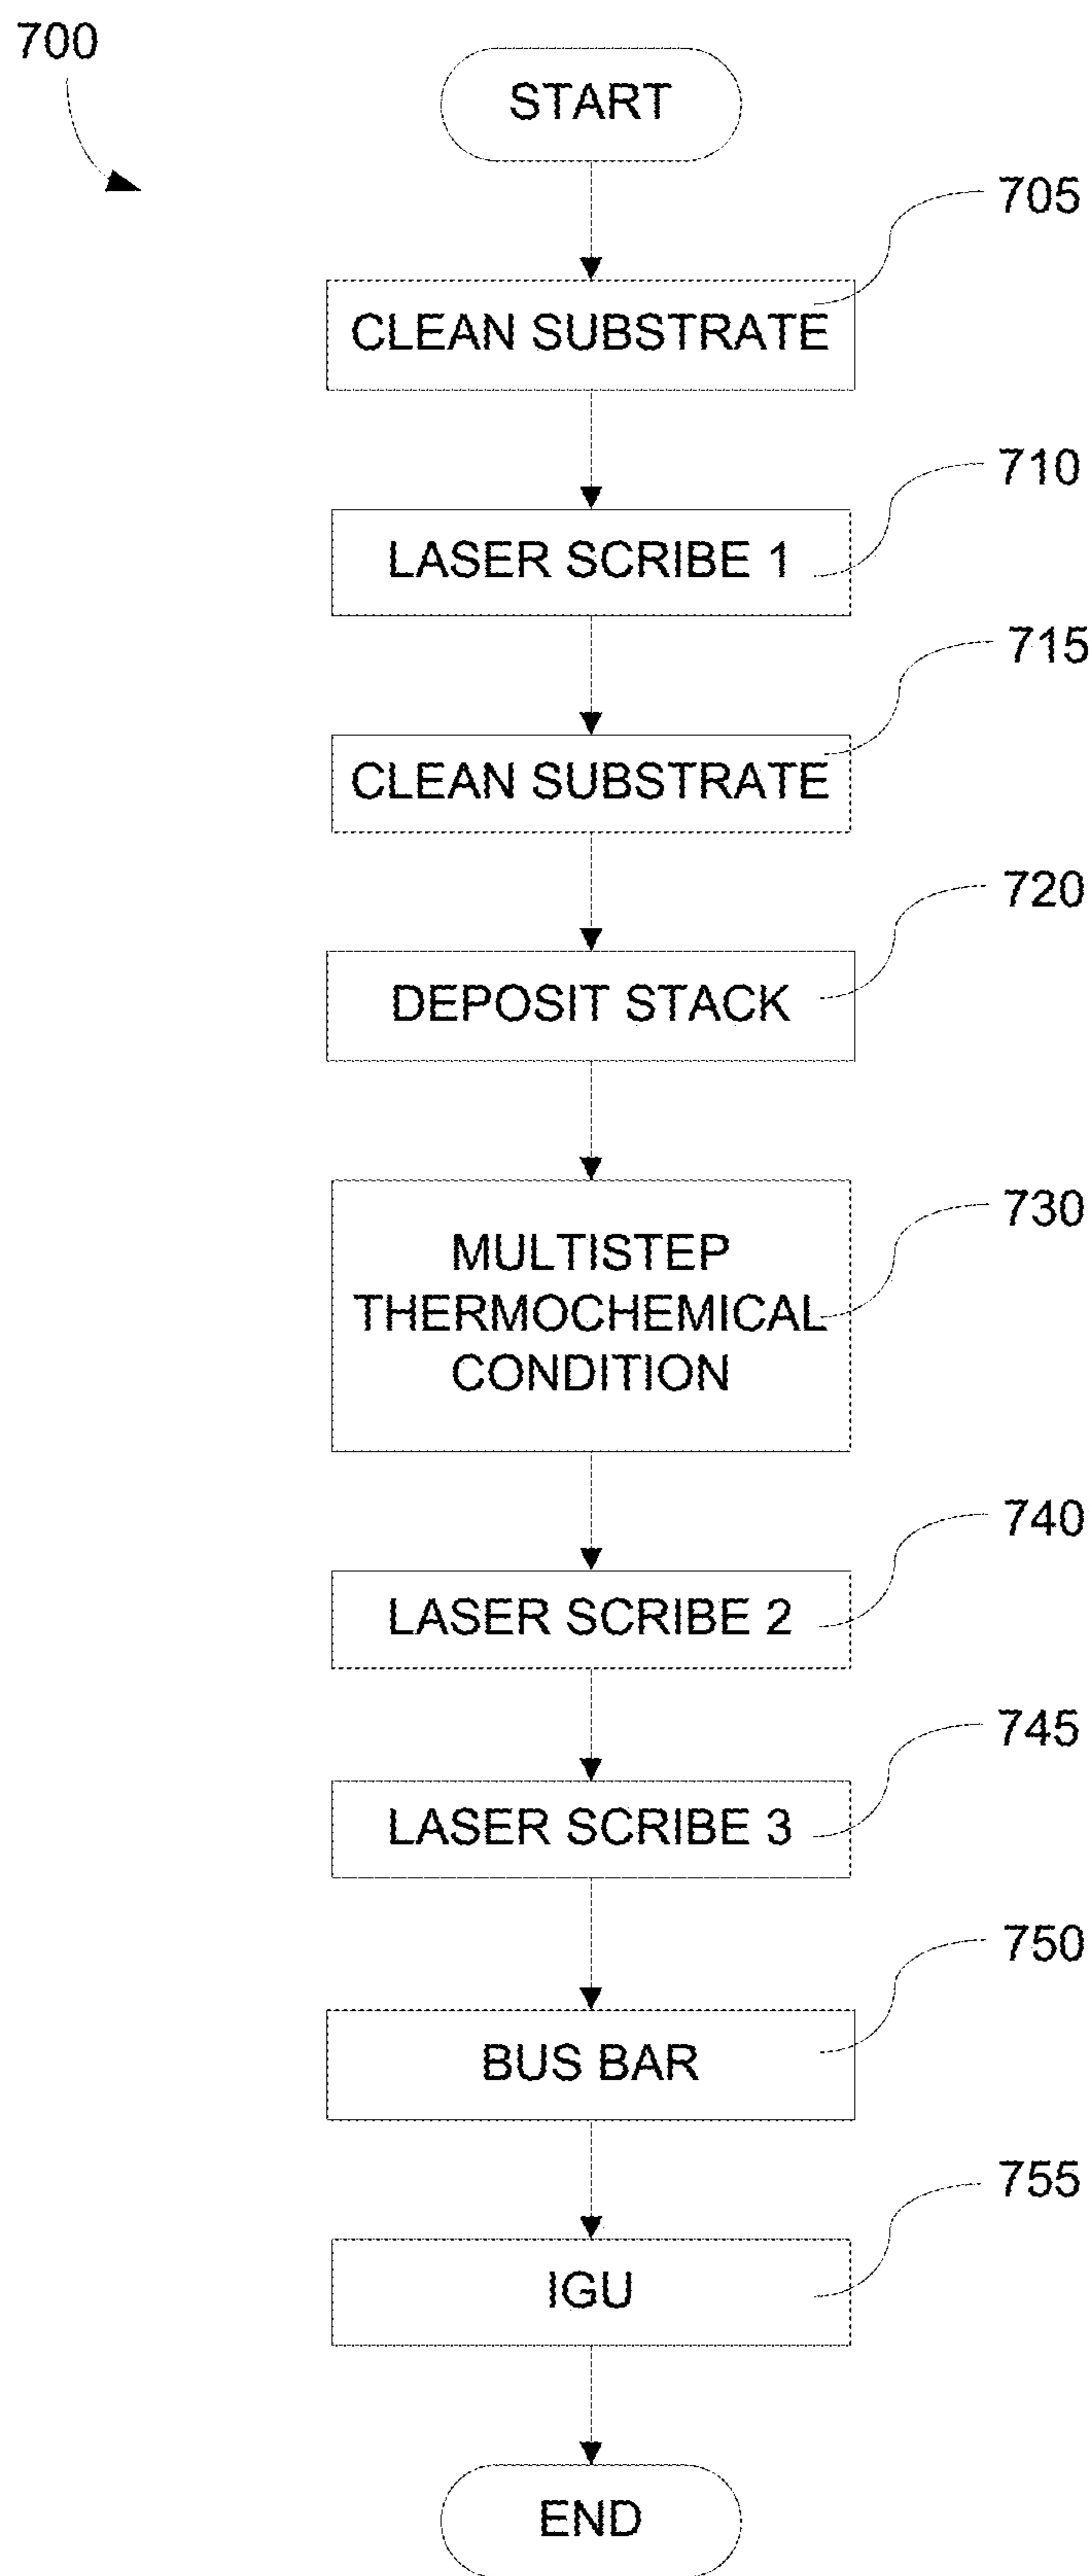 700
START
705
CLEAN SUBSTRATE
710
LASER SCRIBE 1
715
CLEAN SUBSTRATE
720
DEPOSIT STACK
730
MULTISTEP
THERMOCHEMICAL
CONDITION
740
LASER SCRIBE 2
745
LASER SCRIBE 3
750
BUS BAR
755
IGU
END